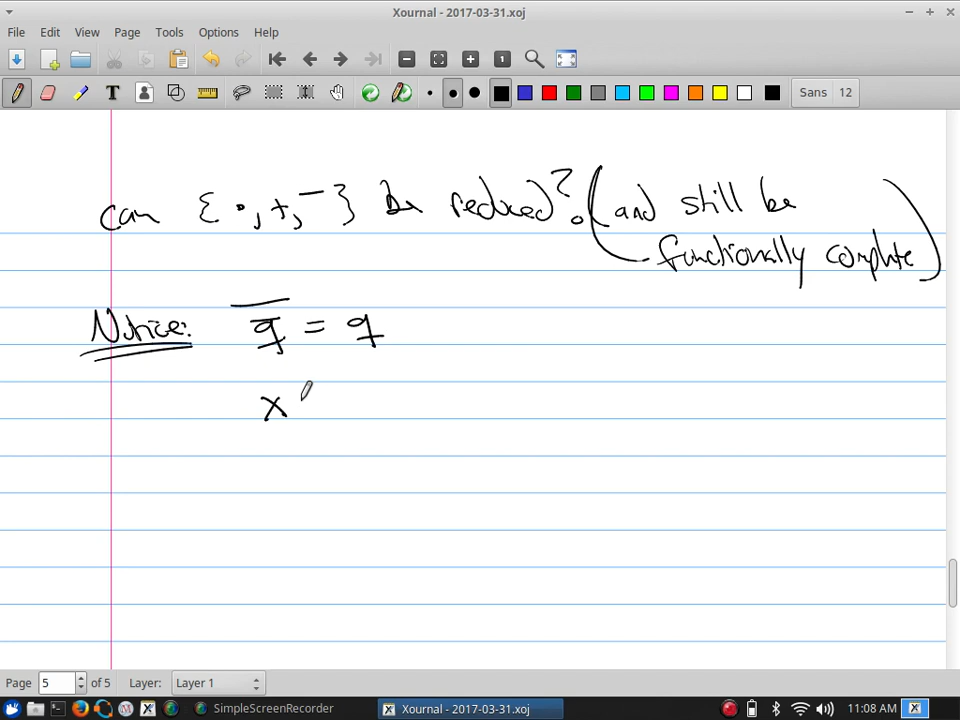 Xournal - 2017-03-31.xoj
File Edit View Page Tools Options Help
Sans 12
can {·, +, ‾} be reduced? (and still be
functionally complete)
Notice: q̿ = q
x
Page 5 of 5 Layer: Layer 1
SimpleScreenRecorder Xournal - 2017-03-31.xoj 11:08 AM